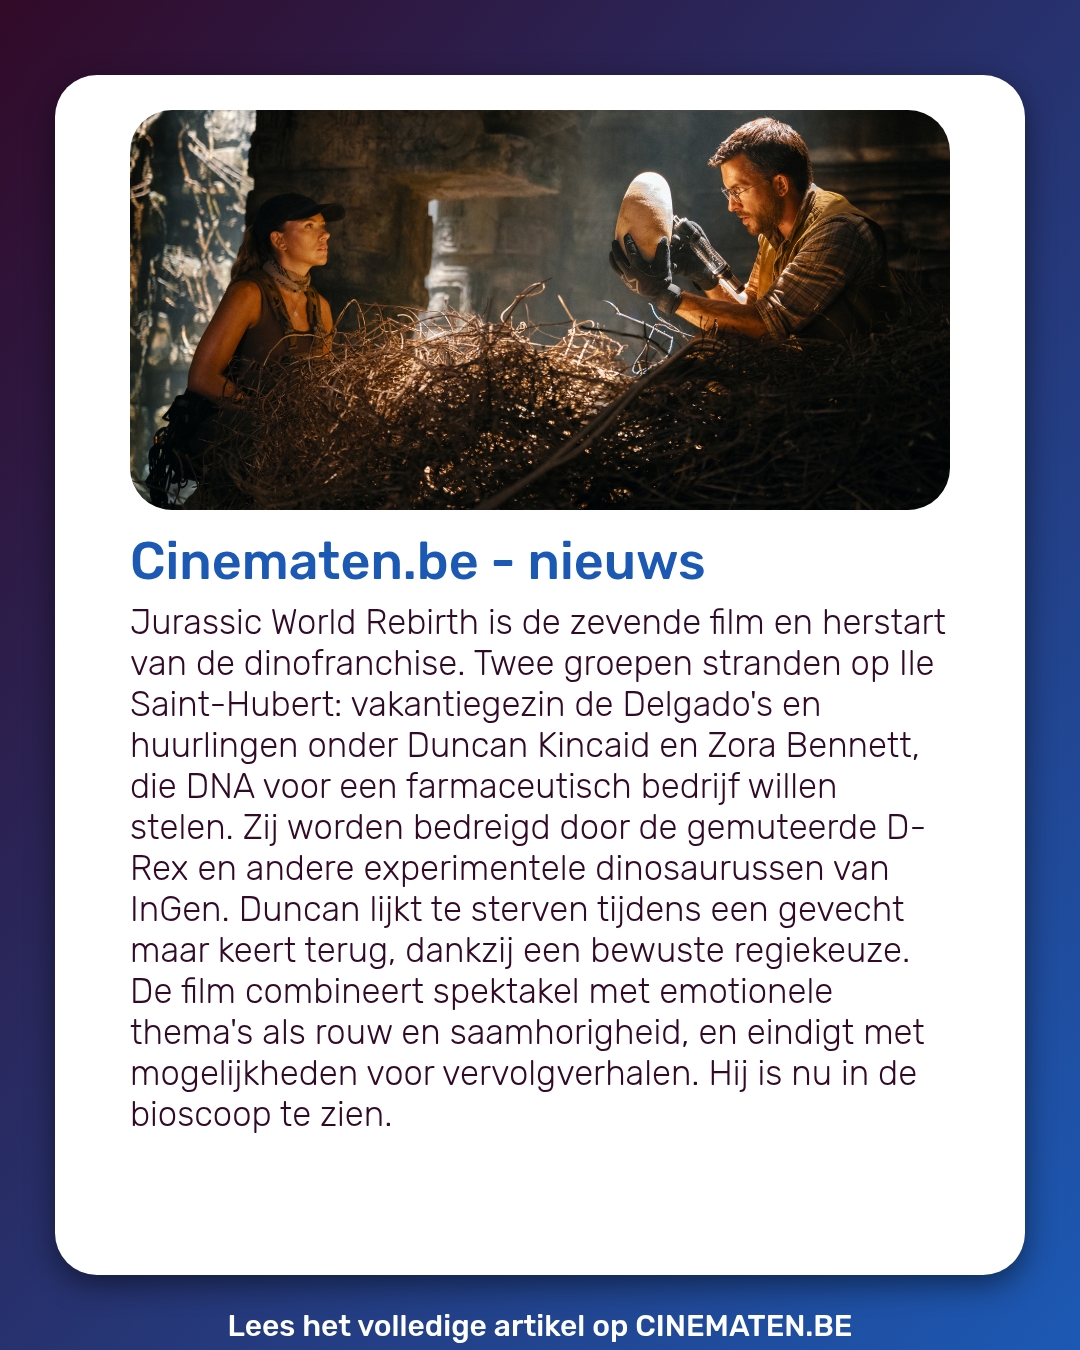 Cinematen.be - nieuws
Jurassic World Rebirth is de zevende film en herstart
van de dinofranchise. Twee groepen stranden op Ile
Saint-Hubert: vakantiegezin de Delgado's en
huurlingen onder Duncan Kincaid en Zora Bennett,
die DNA voor een farmaceutisch bedrijf willen
stelen. Zij worden bedreigd door de gemuteerde D-
Rex en andere experimentele dinosaurussen van
InGen. Duncan lijkt te sterven tijdens een gevecht
maar keert terug, dankzij een bewuste regiekeuze.
De film combineert spektakel met emotionele
thema's als rouw en saamhorigheid, en eindigt met
mogelijkheden voor vervolgverhalen. Hij is nu in de
bioscoop te zien.
Lees het volledige artikel op CINEMATEN.BE